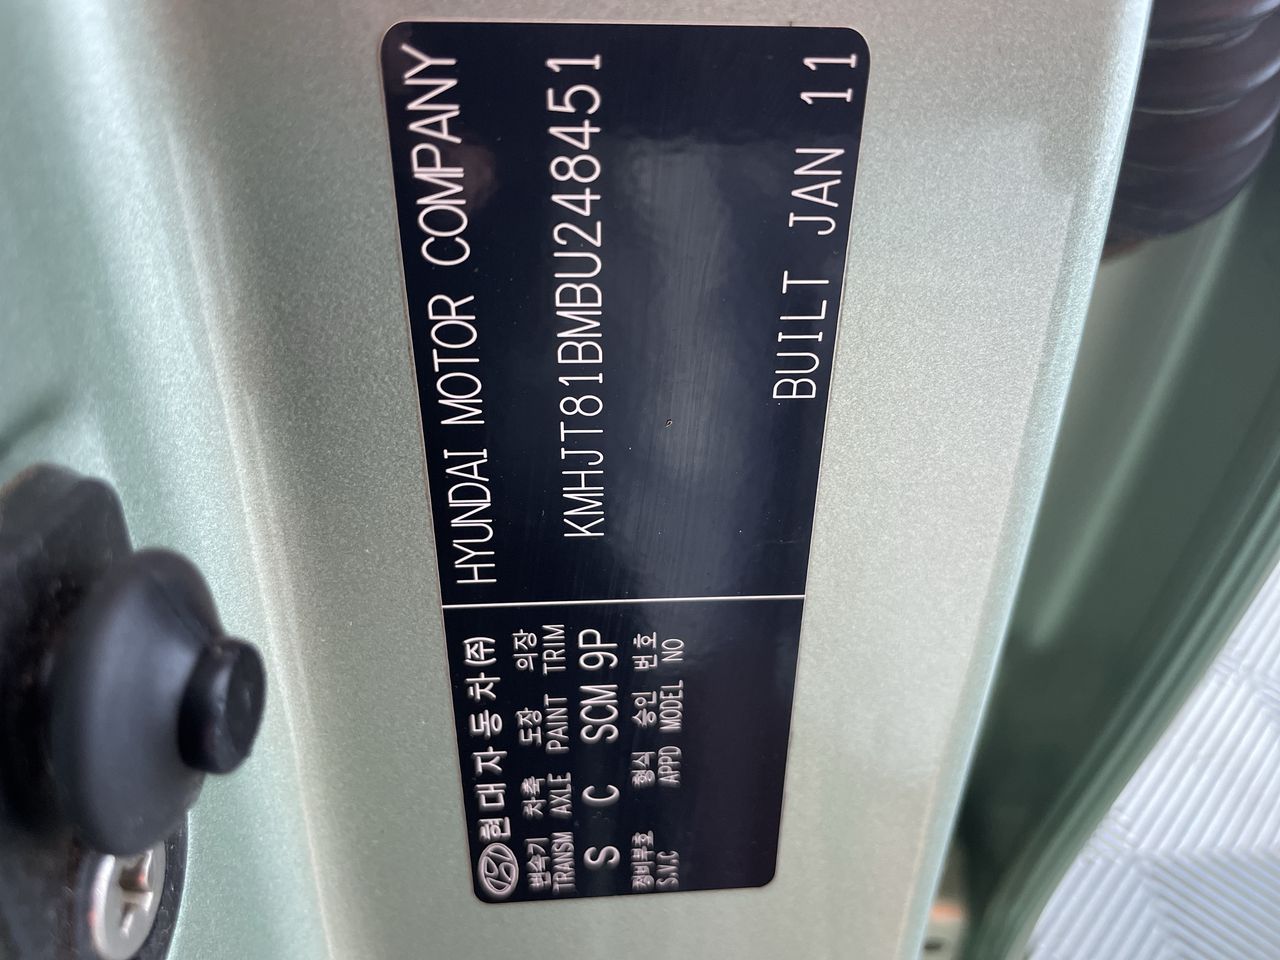 현대자동차(주)
변속기 차축 도장 의장
TRANSM AXLE PAINT TRIM
S C SCM 9P
정비부호 형식 승인 번호
S.V.C APPD MODEL NO
HYUNDAI MOTOR COMPANY
KMHJT81BMBU248451
BUILT JAN 11